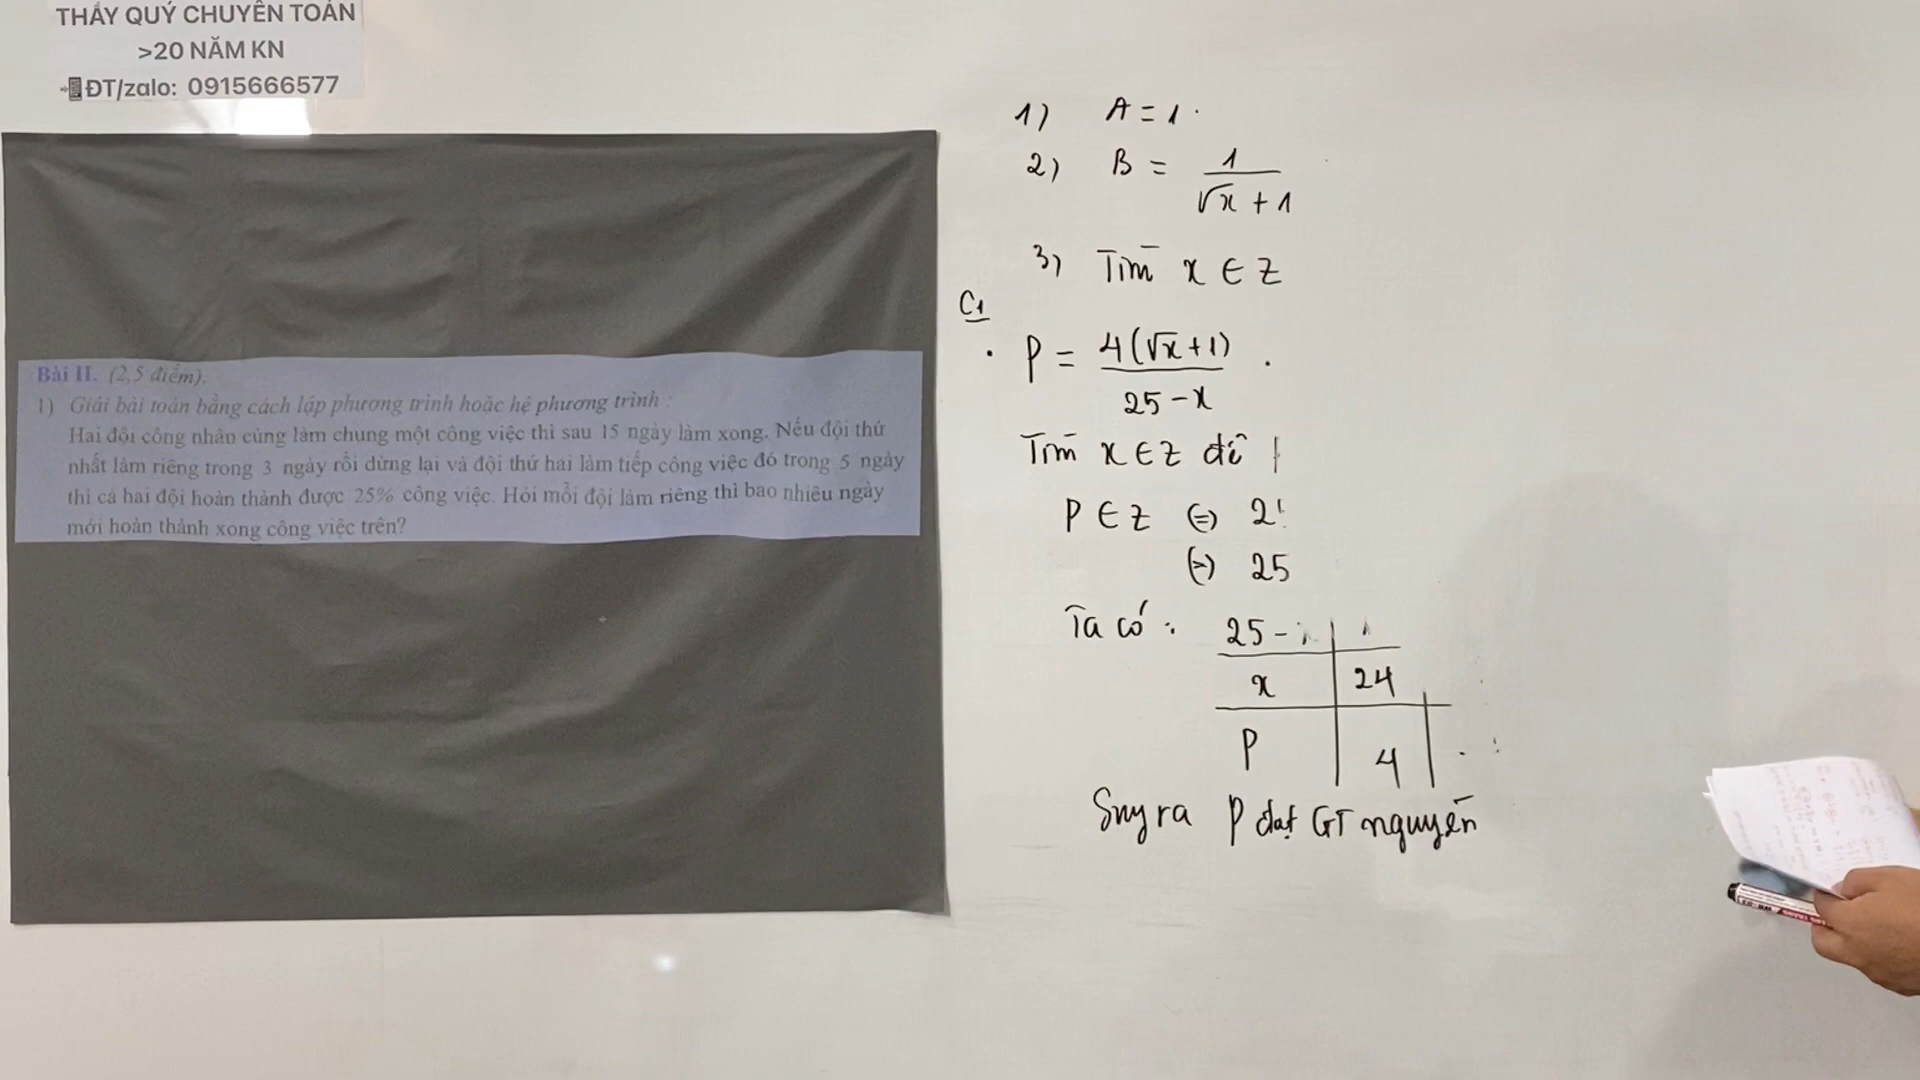 THẦY QUÝ CHUYÊN TOÁN
>20 NĂM KN
ĐT/zalo: 0915666577
Bài II. (2,5 điểm).
1) Giải bài toán bằng cách lập phương trình hoặc hệ phương trình :
Hai đội công nhân cùng làm chung một công việc thì sau 15 ngày làm xong. Nếu đội thứ
nhất làm riêng trong 3 ngày rồi dừng lại và đội thứ hai làm tiếp công việc đó trong 5 ngày
thì cả hai đội hoàn thành được 25% công việc. Hỏi mỗi đội làm riêng thì bao nhiêu ngày
mới hoàn thành xong công việc trên?
1) A = 1.
2) B = 1/(√x + 1)
3) Tìm x ∈ Z
C1
. P = 4(√x+1)/(25 - x) .
Tìm x ∈ Z để
P ∈ Z (=) 2
(=) 25
Ta có : 25 -
x | 24
P | 4
Suy ra P đạt GT nguyên